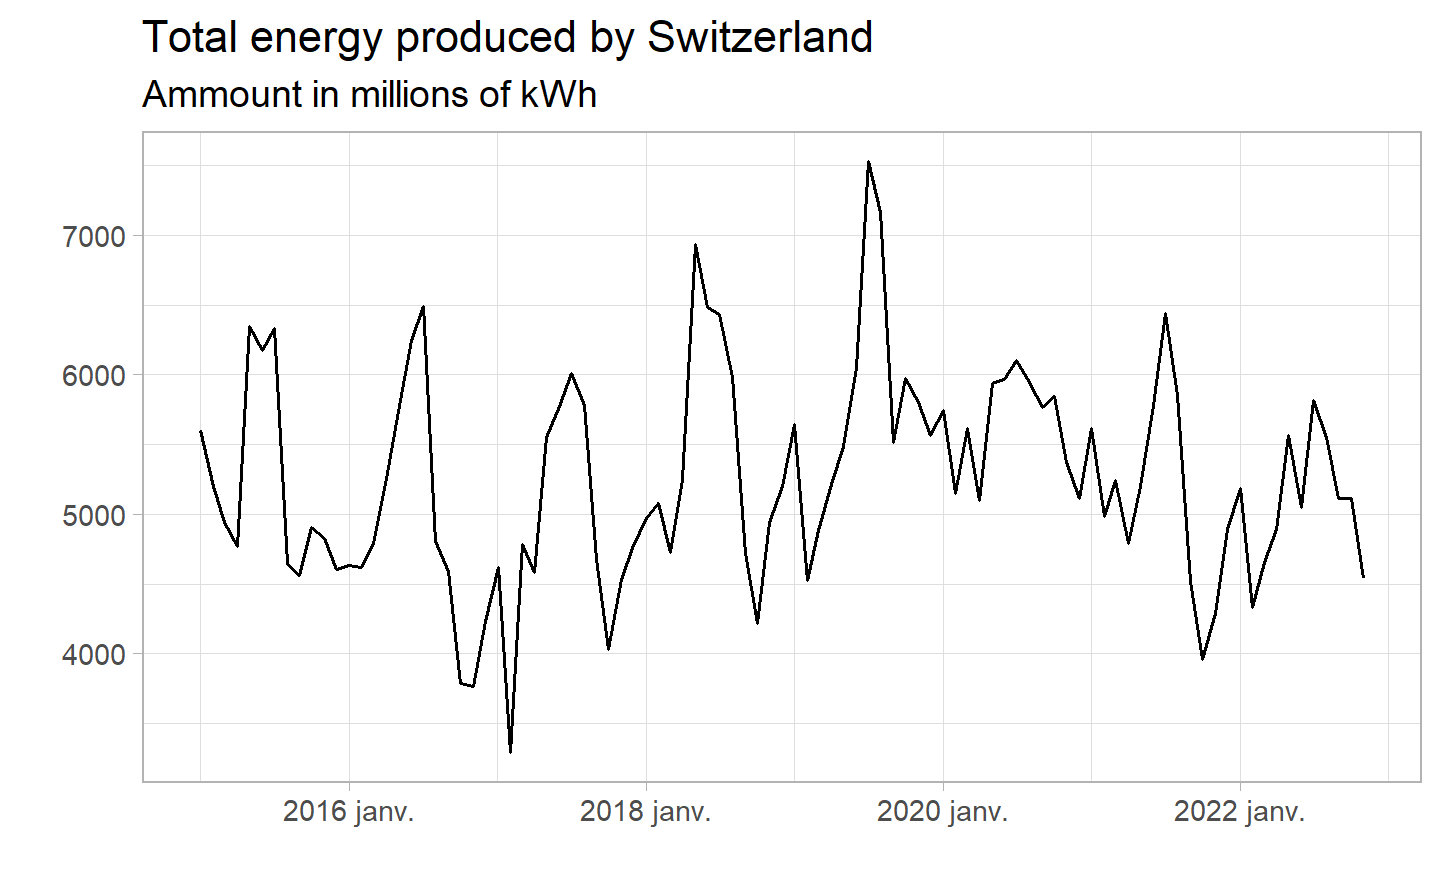 Total energy produced by Switzerland
Ammount in millions of kWh
7000
6000
5000
4000
2016 janv.
2018 janv.
2020 janv.
2022 janv.